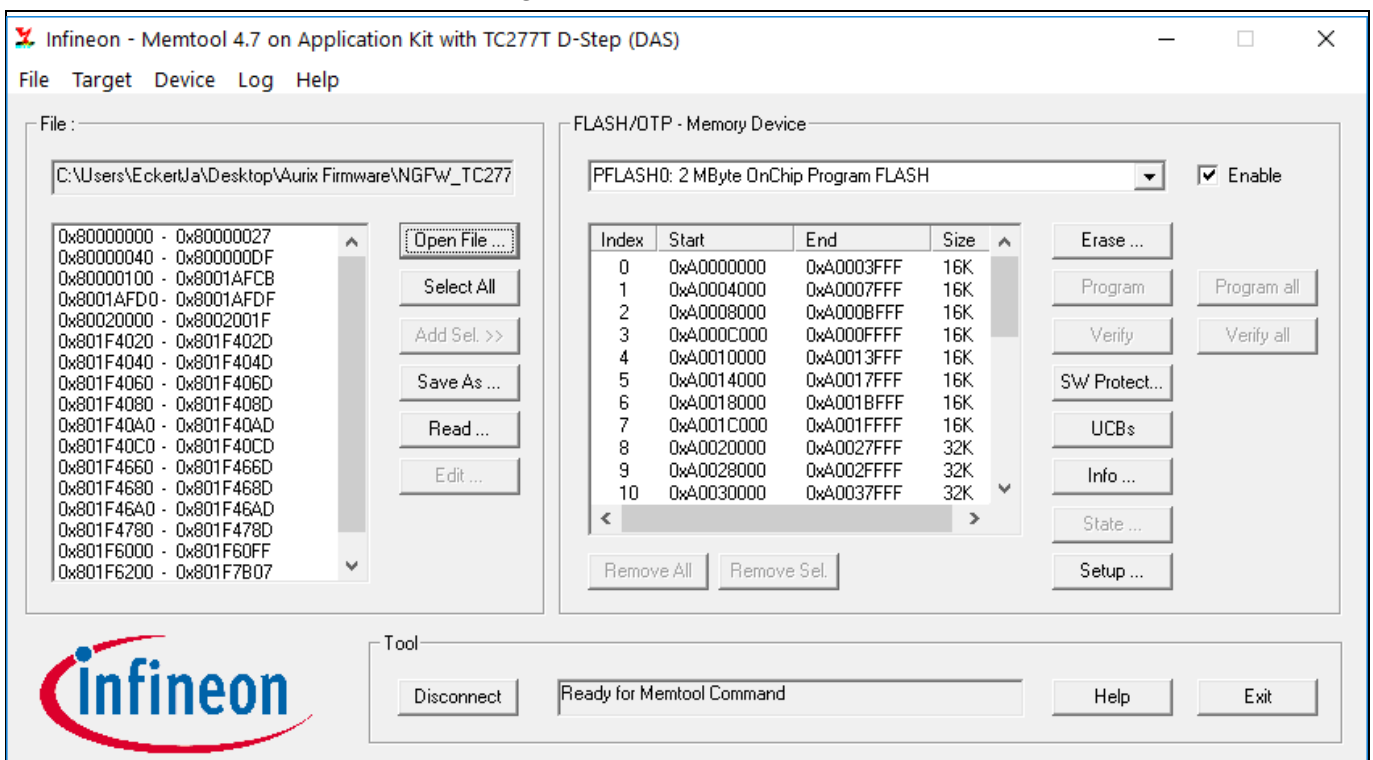 Infineon - Memtool 4.7 on Application Kit with TC277T D-Step (DAS)
File Target Device Log Help
File :
C:\Users\EckertJa\Desktop\Aurix Firmware\NGFW_TC277
0x80000000 - 0x80000027
0x80000040 - 0x800000DF
0x80000100 - 0x8001AFCB
0x8001AFD0 - 0x8001AFDF
0x80020000 - 0x8002001F
0x801F4020 - 0x801F402D
0x801F4040 - 0x801F404D
0x801F4060 - 0x801F406D
0x801F4080 - 0x801F408D
0x801F40A0 - 0x801F40AD
0x801F40C0 - 0x801F40CD
0x801F4660 - 0x801F466D
0x801F4680 - 0x801F468D
0x801F46A0 - 0x801F46AD
0x801F4780 - 0x801F478D
0x801F6000 - 0x801F60FF
0x801F6200 - 0x801F7B07
Open File ...
Select All
Add Sel. >>
Save As ...
Read ...
Edit ...
FLASH/OTP - Memory Device
PFLASH0: 2 MByte OnChip Program FLASH
Enable
Index Start End Size
0 0xA0000000 0xA0003FFF 16K
1 0xA0004000 0xA0007FFF 16K
2 0xA0008000 0xA000BFFF 16K
3 0xA000C000 0xA000FFFF 16K
4 0xA0010000 0xA0013FFF 16K
5 0xA0014000 0xA0017FFF 16K
6 0xA0018000 0xA001BFFF 16K
7 0xA001C000 0xA001FFFF 16K
8 0xA0020000 0xA0027FFF 32K
9 0xA0028000 0xA002FFFF 32K
10 0xA0030000 0xA0037FFF 32K
Remove All Remove Sel.
Erase ...
Program Program all
Verify Verify all
SW Protect...
UCBs
Info ...
State ...
Setup ...
infineon
Tool
Disconnect
Ready for Memtool Command
Help
Exit